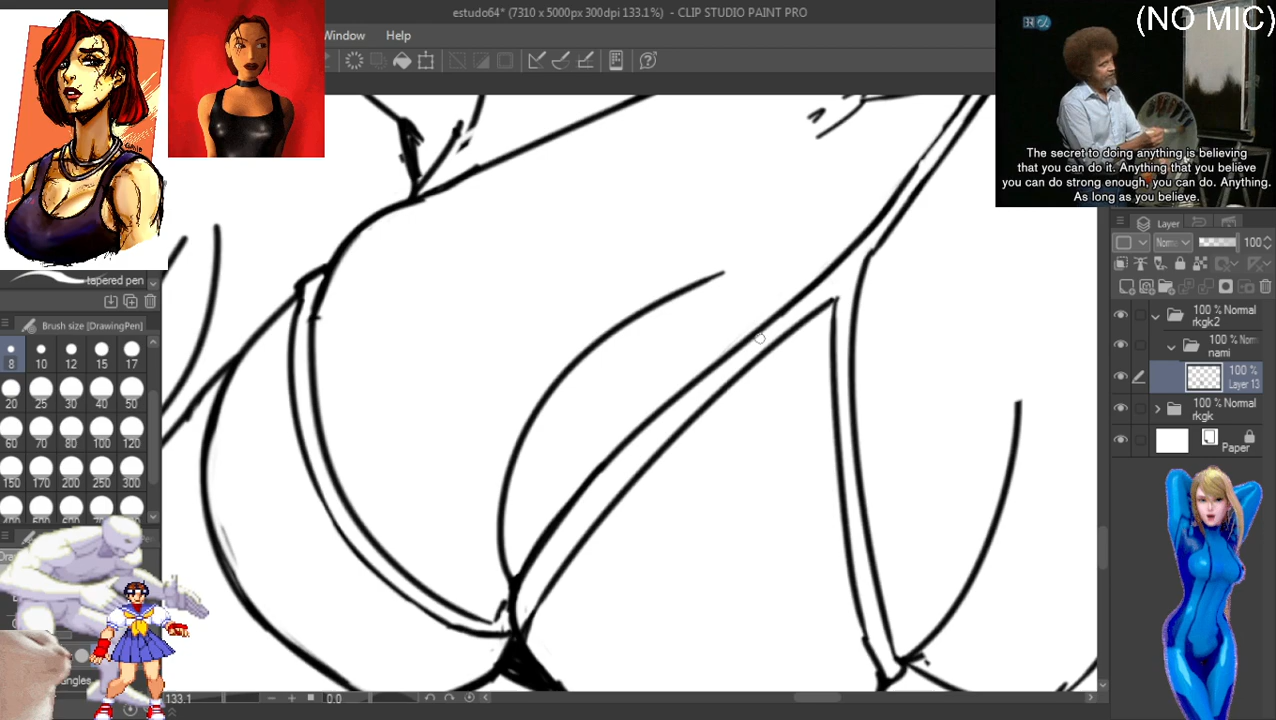 estudo64* (7310 x 5000px 300dpi 133.1%) - CLIP STUDIO PAINT PRO
(NO MIC)
Window Help
The secret to doing anything is believing
that you can do it. Anything that you believe
you can do strong enough, you can do. Anything.
As long as you believe.
Layer
100
tapered pen
Brush size [DrawingPen]
8 10 12 15 17
20 25 30 40 50
60 70 80 100 120
150 170 200 250 300
100 % Normal
rkgk2
100 % Norm
nami
100 %
Layer 13
100 % Normal
rkgk
Paper
angles
133.1
0.0